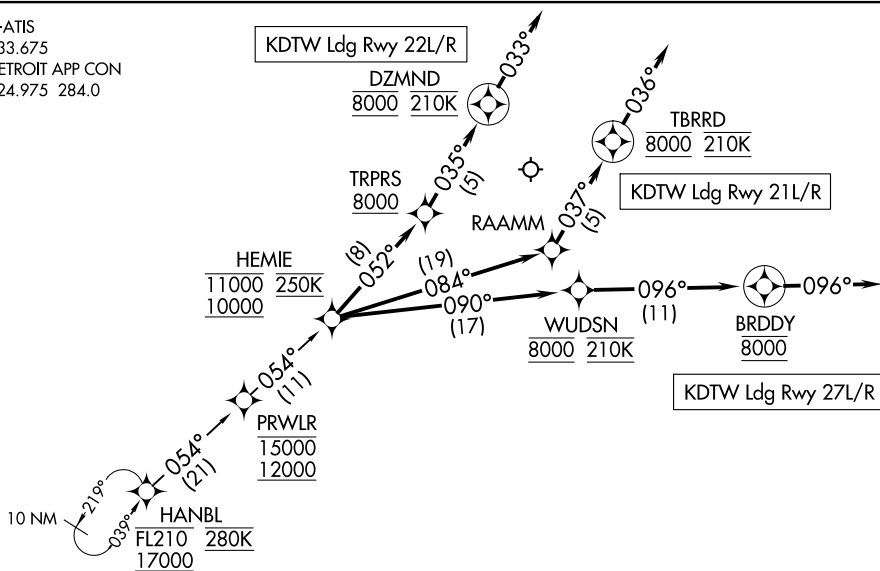 -ATIS
33.675
ETROIT APP CON
24.975 284.0
KDTW Ldg Rwy 22L/R
033°
DZMND
8000 210K
036°
TBRRD
8000 210K
035°
(5)
TRPRS
8000
KDTW Ldg Rwy 21L/R
RAAMM
037°
(5)
(8)
052°
HEMIE
11000 250K
10000
(19)
084°
090°
(17)
096°
(11)
096°
WUDSN
8000 210K
BRDDY
8000
054°
(11)
KDTW Ldg Rwy 27L/R
PRWLR
15000
12000
054°
(21)
219°
10 NM
039°
HANBL
FL210 280K
17000